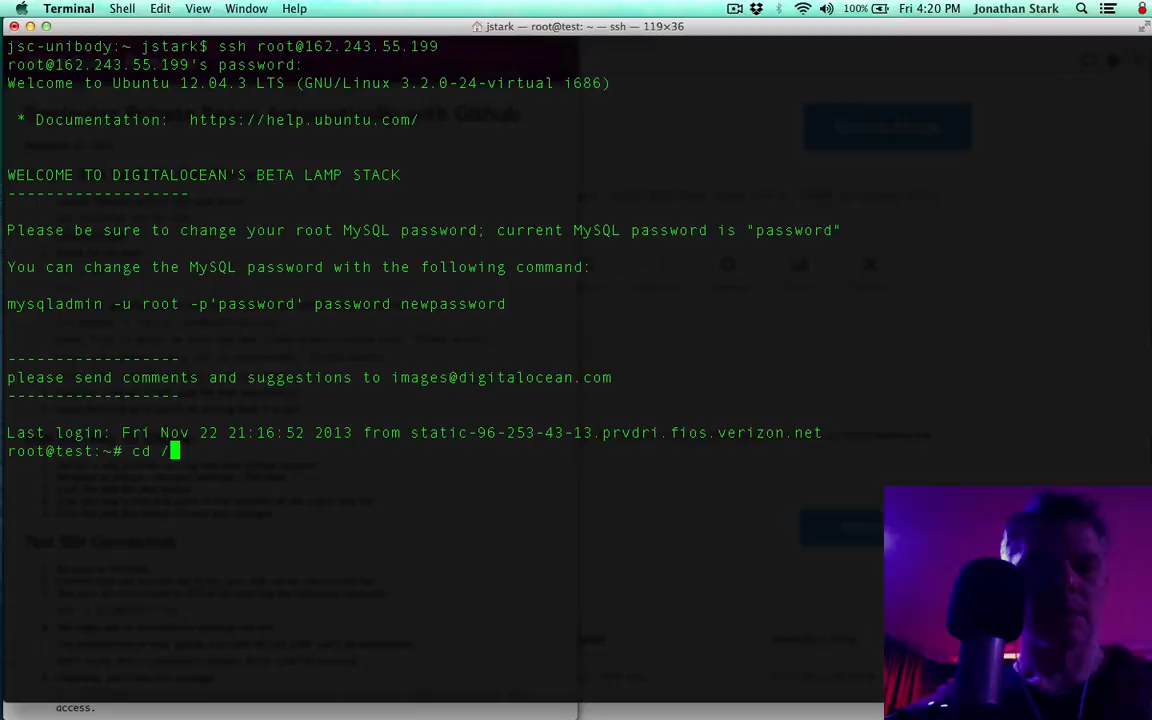 Terminal Shell Edit View Window Help 100% Fri 4:20 PM Jonathan Stark
jstark — root@test: ~ — ssh — 119×36
jsc-unibody:~ jstark$ ssh root@162.243.55.199
root@162.243.55.199's password:
Welcome to Ubuntu 12.04.3 LTS (GNU/Linux 3.2.0-24-virtual i686)
* Documentation: https://help.ubuntu.com/
WELCOME TO DIGITALOCEAN'S BETA LAMP STACK
-------------------
Please be sure to change your root MySQL password; current MySQL password is "password"
You can change the MySQL password with the following command:
mysqladmin -u root -p'password' password newpassword
------------------
please send comments and suggestions to images@digitalocean.com
------------------
Last login: Fri Nov 22 21:16:52 2013 from static-96-253-43-13.prvdri.fios.verizon.net
root@test:~# cd /
Test SSH Connection
access.